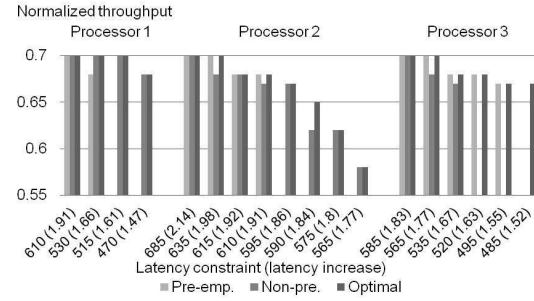 Normalized throughput
Processor 1 Processor 2 Processor 3
0.7
0.65
0.6
0.55
610 (1.91) 530 (1.66) 515 (1.61) 470 (1.47) 685 (2.14) 635 (1.98) 615 (1.92) 610 (1.91) 595 (1.86) 590 (1.84) 575 (1.8) 565 (1.77) 585 (1.83) 565 (1.77) 535 (1.67) 520 (1.63) 495 (1.55) 485 (1.52)
Latency constraint (latency increase)
Pre-emp. Non-pre. Optimal